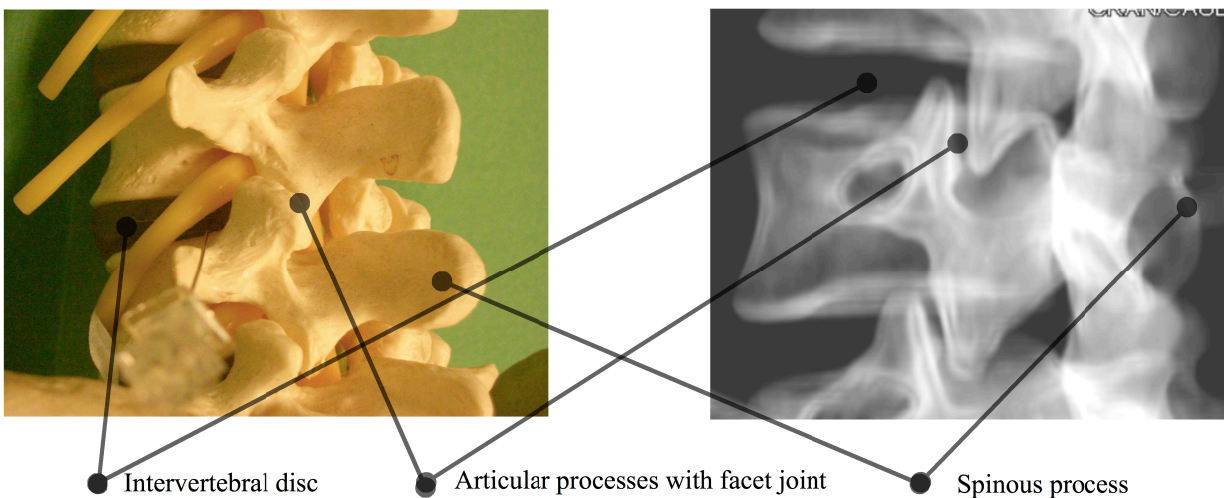 Intervertebral disc
Articular processes with facet joint
Spinous process